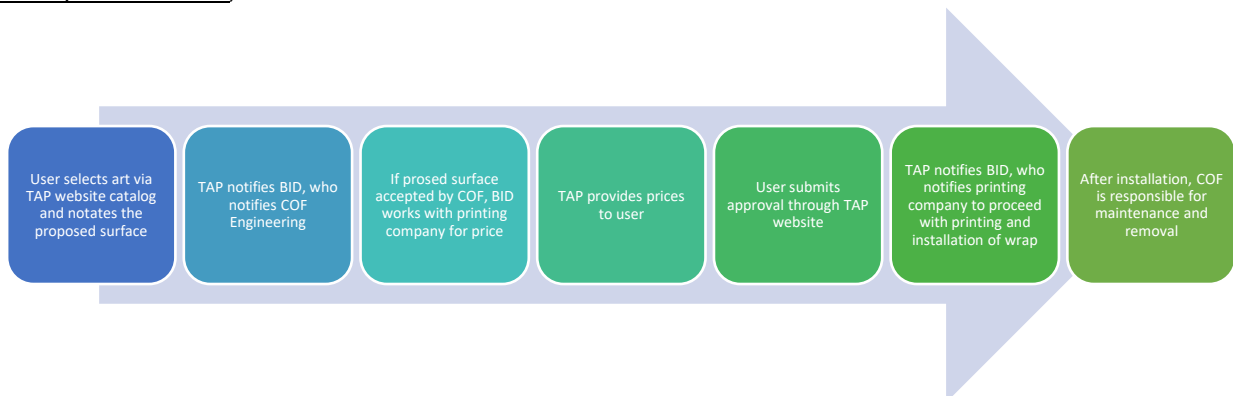 User selects art via
TAP website catalog
and notates the
proposed surface
TAP notifies BID, who
notifies COF
Engineering
If prosed surface
accepted by COF, BID
works with printing
company for price
TAP provides prices
to user
User submits
approval through TAP
website
TAP notifies BID, who
notifies printing
company to proceed
with printing and
installation of wrap
After installation, COF
is responsible for
maintenance and
removal